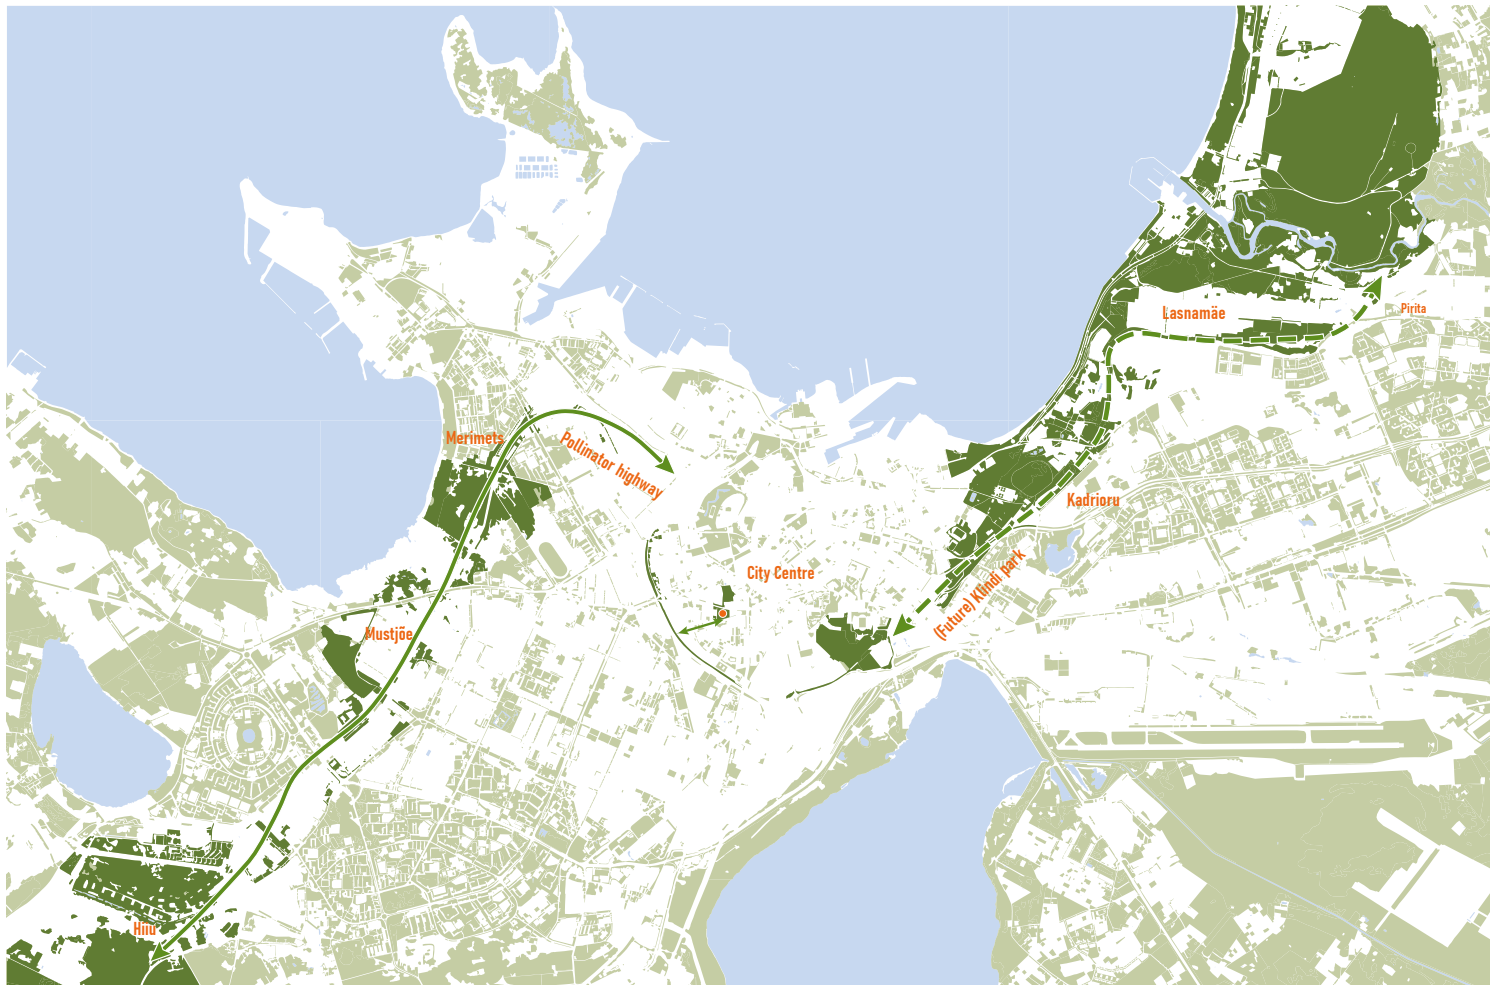 Lasnamäe
Pirita
Merimets
Pollinator highway
Kadrioru
City Centre
(Future) Kündi park
Mustjõe
Hiiu